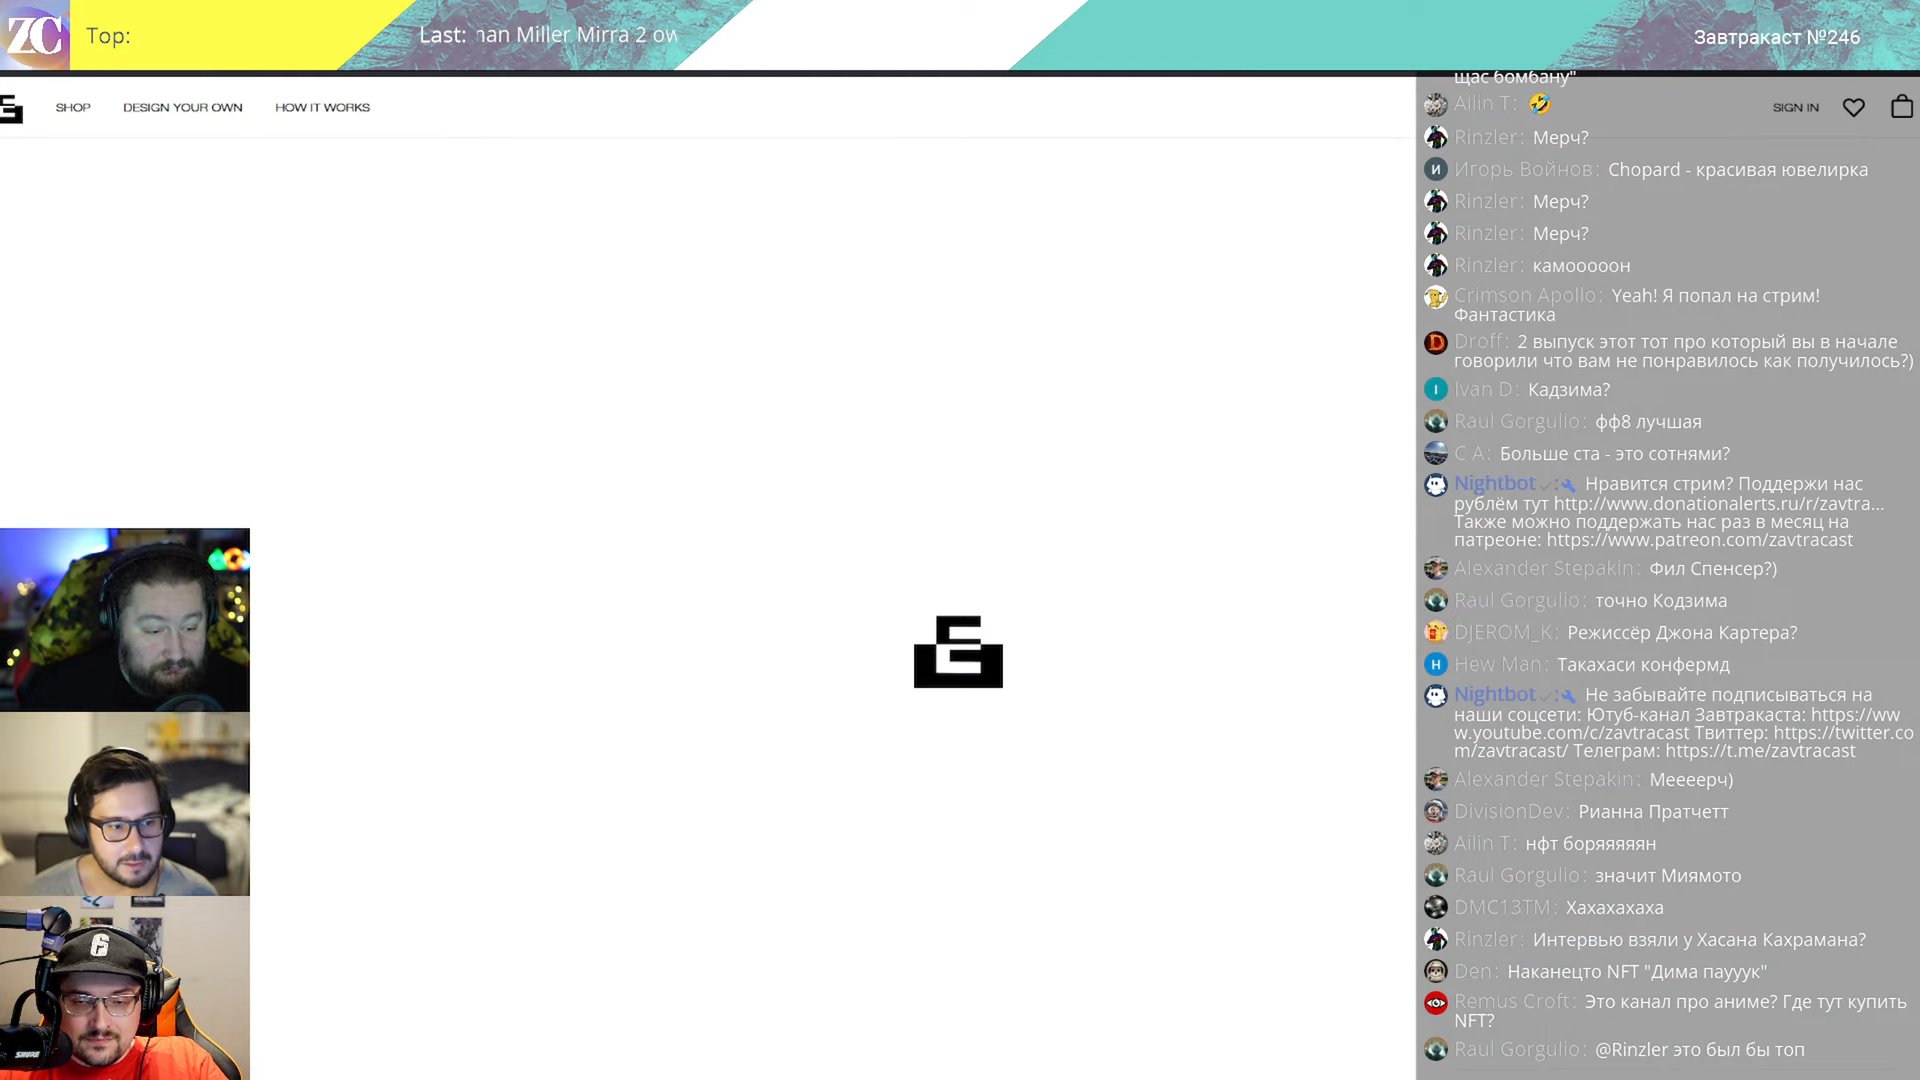 ZC
Top:
Last: nan Miller Mirra 2 ow
Завтракаст №246
E
SHOP
DESIGN YOUR OWN
HOW IT WORKS
SIGN IN
E
SHURE
6
щас бомбану"
Ailin T: 🤣
Rinzler: Мерч?
И
Игорь Войнов: Chopard - красивая ювелирка
Rinzler: Мерч?
Rinzler: Мерч?
Rinzler: камооооон
Crimson Apollo: Yeah! Я попал на стрим!
Фантастика
D
Droff: 2 выпуск этот тот про который вы в начале
говорили что вам не понравилось как получилось?)
I
Ivan D: Кадзима?
Raul Gorgulio: фф8 лучшая
C A: Больше ста - это сотнями?
Nightbot: Нравится стрим? Поддержи нас
рублём тут http://www.donationalerts.ru/r/zavtra...
Также можно поддержать нас раз в месяц на
патреоне: https://www.patreon.com/zavtracast
Alexander Stepakin: Фил Спенсер?)
Raul Gorgulio: точно Кодзима
DJEROM_K: Режиссёр Джона Картера?
H
Hew Man: Такахаси конфермд
Nightbot: Не забывайте подписываться на
наши соцсети: Ютуб-канал Завтракаста: https://ww
w.youtube.com/c/zavtracast Твиттер: https://twitter.co
m/zavtracast/ Телеграм: https://t.me/zavtracast
Alexander Stepakin: Мееееерч)
DivisionDev: Рианна Пратчетт
Ailin T: нфт боряяяяян
Raul Gorgulio: значит Миямото
DMC13TM: Хахахахаха
Rinzler: Интервью взяли у Хасана Кахрамана?
Den: Наканецто NFT "Дима паууук"
Remus Croft: Это канал про аниме? Где тут купить
NFT?
Raul Gorgulio: @Rinzler это был бы топ